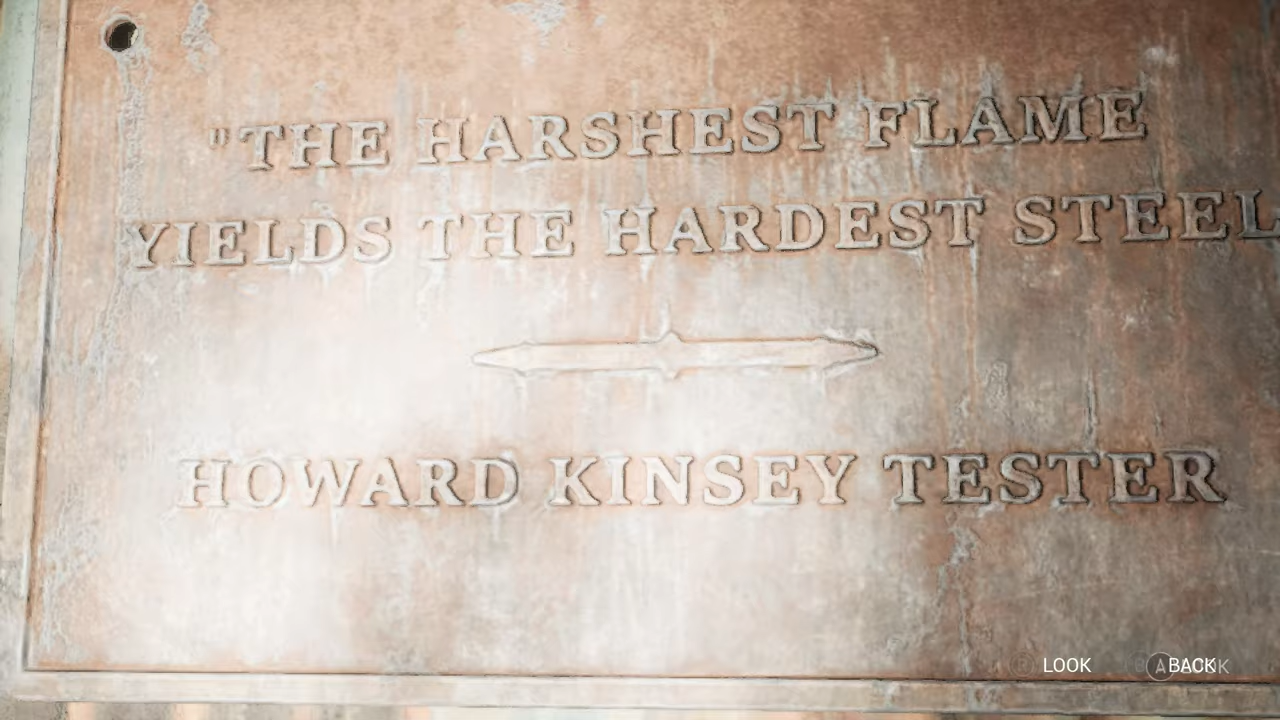 "THE HARSHEST FLAME
YIELDS THE HARDEST STEEL
HOWARD KINSEY TESTER
LOOK BACK